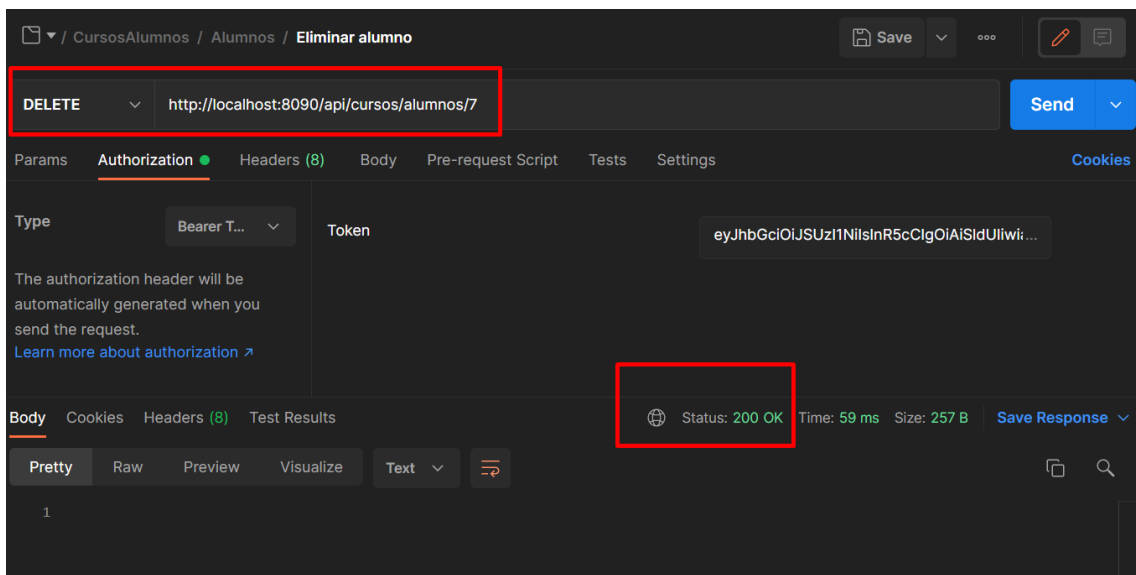 / CursosAlumnos / Alumnos / Eliminar alumno
Save
DELETE http://localhost:8090/api/cursos/alumnos/7
Send
Params Authorization Headers (8) Body Pre-request Script Tests Settings Cookies
Type Bearer T... Token eyJhbGciOiJSUzI1NiIsInR5cCIgOiAiSldUIiwia...
The authorization header will be
automatically generated when you
send the request.
Learn more about authorization ↗
Body Cookies Headers (8) Test Results Status: 200 OK Time: 59 ms Size: 257 B Save Response
Pretty Raw Preview Visualize Text
1